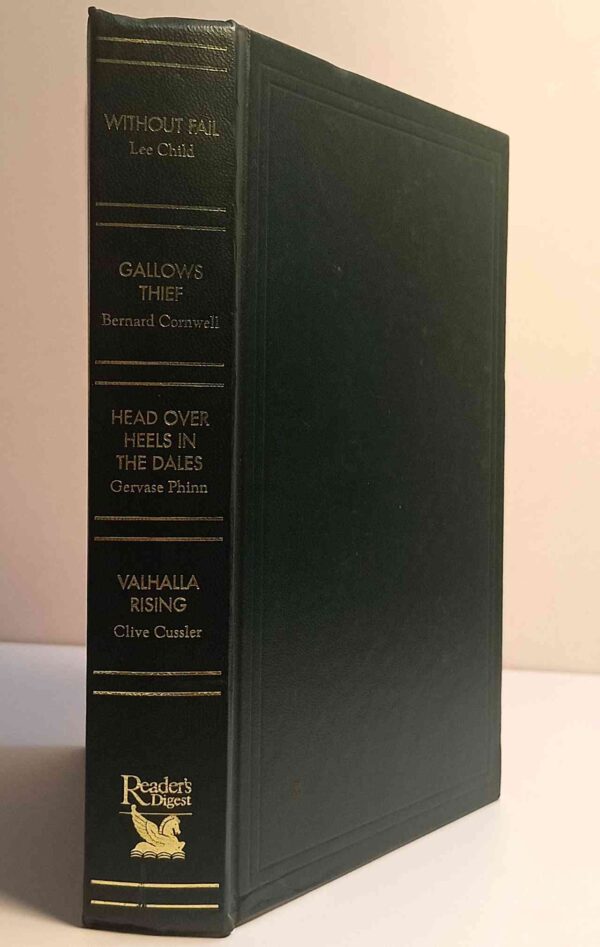 WITHOUT FAIL
Lee Child
GALLOWS
THIEF
Bernard Cornwell
HEAD OVER
HEELS IN
THE DALES
Gervase Phinn
VALHALLA
RISING
Clive Cussler
Reader's
Digest